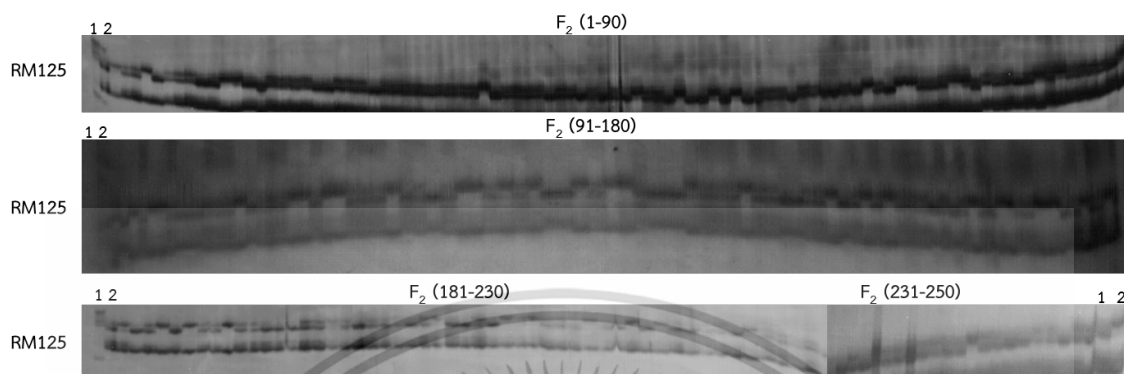 F₂ (1-90)
1 2
RM125
F₂ (91-180)
1 2
RM125
F₂ (181-230)
F₂ (231-250)
1 2
1 2
RM125